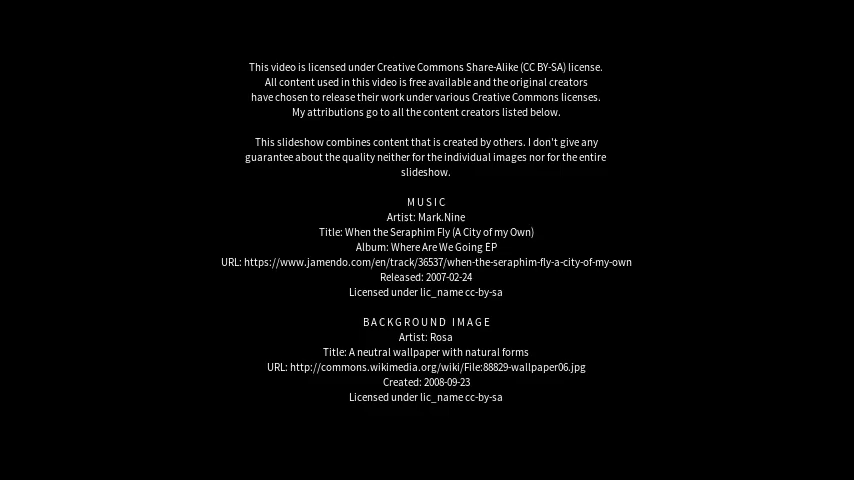 This video is licensed under Creative Commons Share-Alike (CC BY-SA) license.
All content used in this video is free available and the original creators
have chosen to release their work under various Creative Commons licenses.
My attributions go to all the content creators listed below.
This slideshow combines content that is created by others. I don't give any
guarantee about the quality neither for the individual images nor for the entire
slideshow.
MUSIC
Artist: Mark.Nine
Title: When the Seraphim Fly (A City of my Own)
Album: Where Are We Going EP
URL: https://www.jamendo.com/en/track/36537/when-the-seraphim-fly-a-city-of-my-own
Released: 2007-02-24
Licensed under lic_name cc-by-sa
BACKGROUND IMAGE
Artist: Rosa
Title: A neutral wallpaper with natural forms
URL: http://commons.wikimedia.org/wiki/File:88829-wallpaper06.jpg
Created: 2008-09-23
Licensed under lic_name cc-by-sa